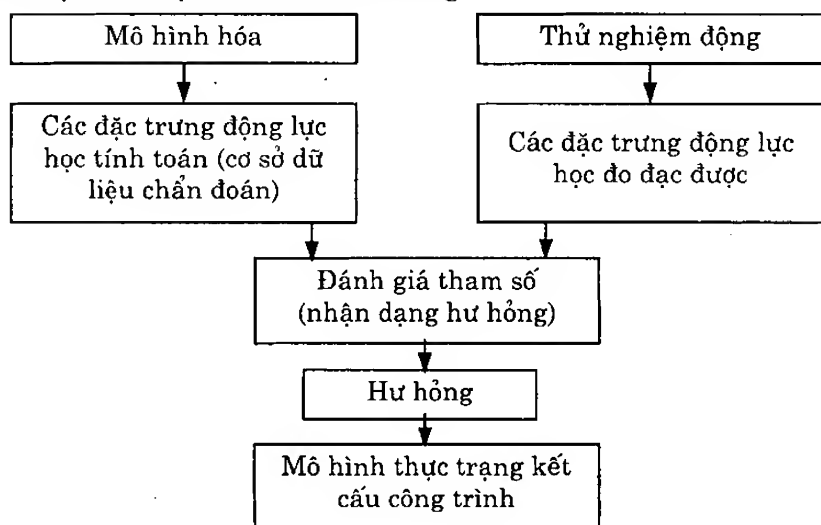 Mô hình hóa
Thử nghiệm động
Các đặc trưng động lực
học tính toán (cơ sở dữ
liệu chẩn đoán)
Các đặc trưng động lực
học đo đạc được
Đánh giá tham số
(nhận dạng hư hỏng)
Hư hỏng
Mô hình thực trạng kết
cấu công trình